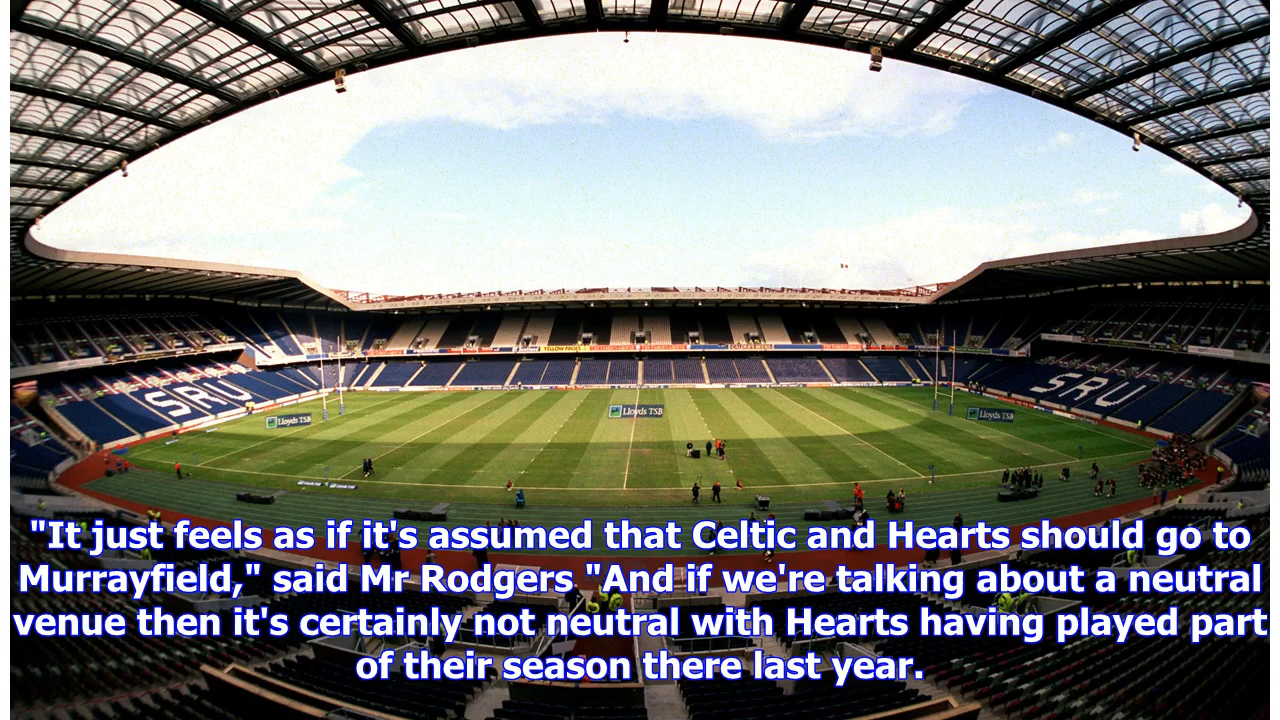 YELLOW PAGES
SRU
SRU
Lloyds TSB
Lloyds TSB
Lloyds TSB
"It just feels as if it's assumed that Celtic and Hearts should go to
Murrayfield," said Mr Rodgers "And if we're talking about a neutral
venue then it's certainly not neutral with Hearts having played part
of their season there last year.